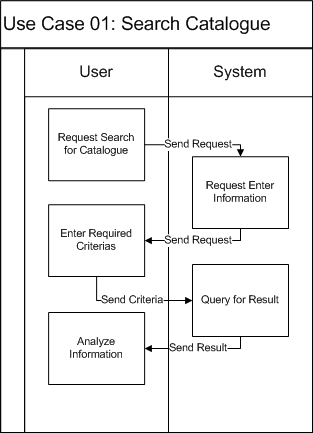 Use Case 01: Search Catalogue
User
System
Request Search
for Catalogue
Send Request
Request Enter
Information
Enter Required
Criterias
Send Request
Send Criteria
Query for Result
Analyze
Information
Send Result